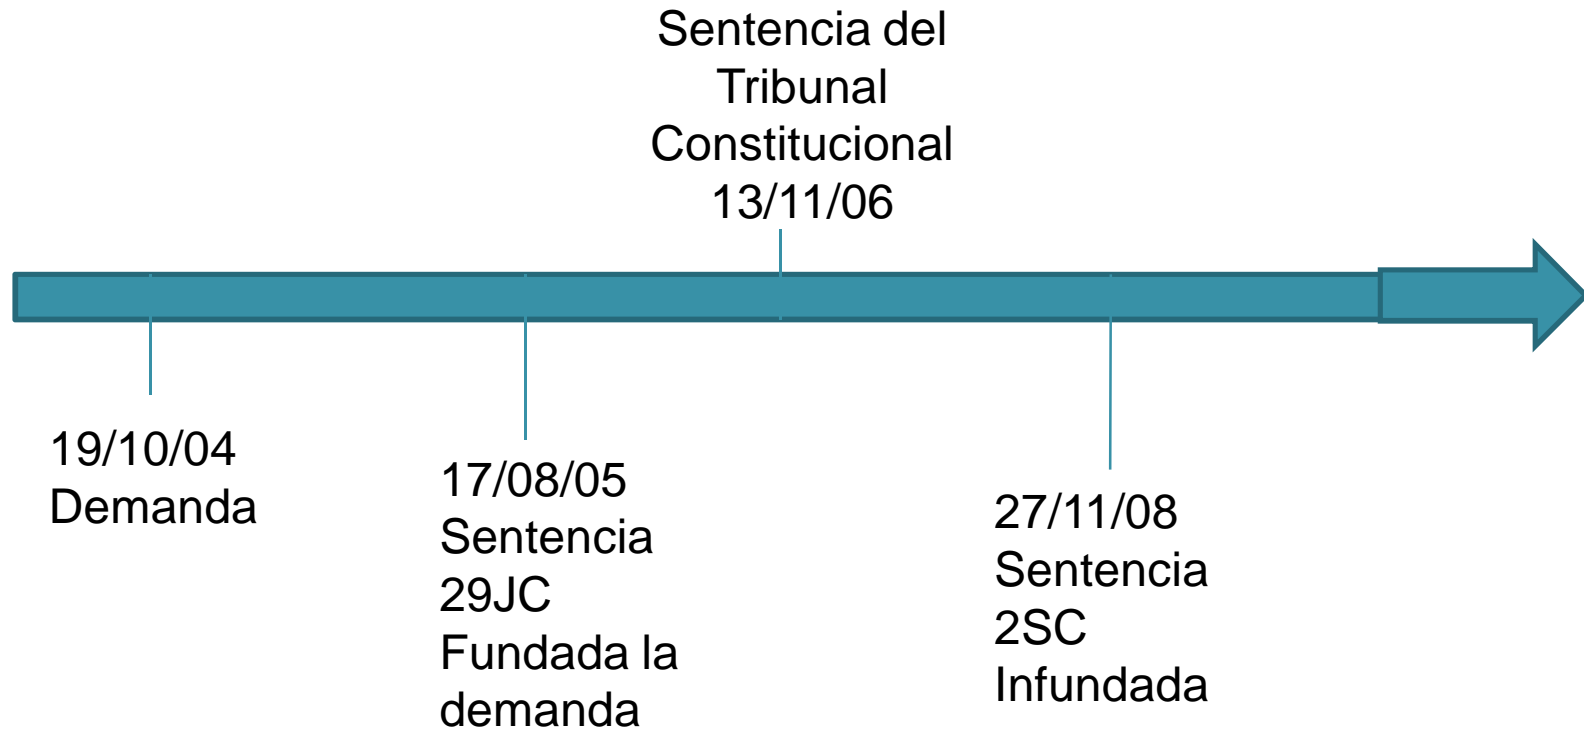 Sentencia del
Tribunal
Constitucional
13/11/06
19/10/04
Demanda
17/08/05
Sentencia
29JC
Fundada la
demanda
27/11/08
Sentencia
2SC
Infundada